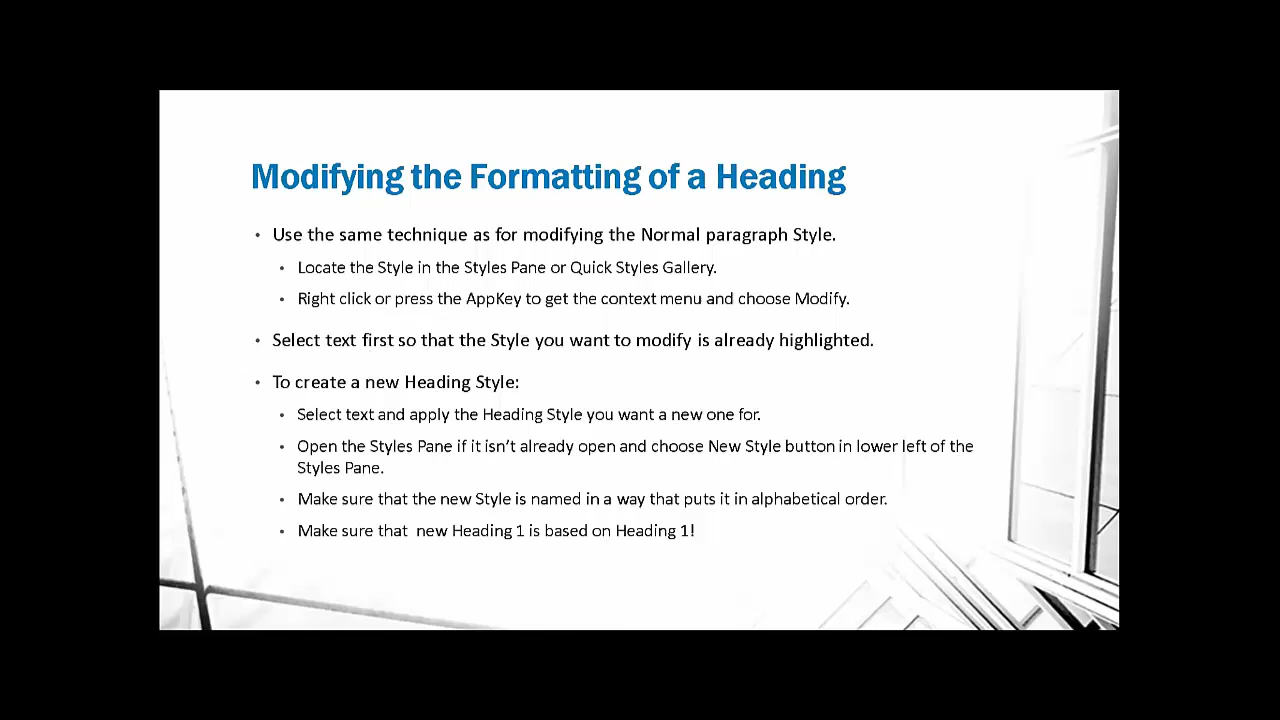 Modifying the Formatting of a Heading
• Use the same technique as for modifying the Normal paragraph Style.
• Locate the Style in the Styles Pane or Quick Styles Gallery.
• Right click or press the AppKey to get the context menu and choose Modify.
• Select text first so that the Style you want to modify is already highlighted.
• To create a new Heading Style:
• Select text and apply the Heading Style you want a new one for.
• Open the Styles Pane if it isn’t already open and choose New Style button in lower left of the
Styles Pane.
• Make sure that the new Style is named in a way that puts it in alphabetical order.
• Make sure that  new Heading 1 is based on Heading 1!